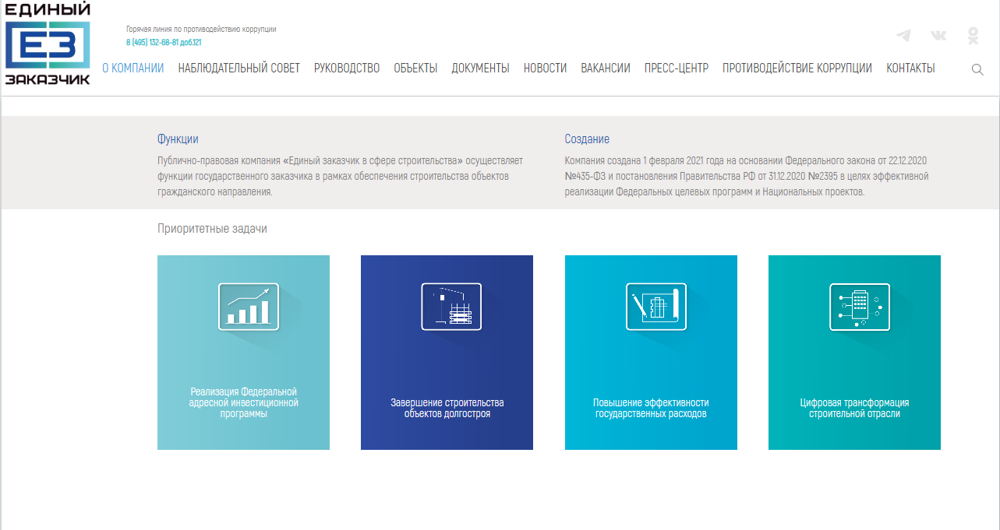 ЕДИНЫЙ
ЕЗ
ЗАКАЗЧИК
Горячая линия по противодействию коррупции
8 (495) 132-68-81 доб.121
О КОМПАНИИ НАБЛЮДАТЕЛЬНЫЙ СОВЕТ РУКОВОДСТВО ОБЪЕКТЫ ДОКУМЕНТЫ НОВОСТИ ВАКАНСИИ ПРЕСС-ЦЕНТР ПРОТИВОДЕЙСТВИЕ КОРРУПЦИИ КОНТАКТЫ
Функции
Публично-правовая компания «Единый заказчик в сфере строительства» осуществляет
функции государственного заказчика в рамках обеспечения строительства объектов
гражданского направления.
Создание
Компания создана 1 февраля 2021 года на основании Федерального закона от 22.12.2020
№435-ФЗ и постановления Правительства РФ от 31.12.2020 №2395 в целях эффективной
реализации Федеральных целевых программ и Национальных проектов.
Приоритетные задачи
Реализация Федеральной
адресной инвестиционной
программы
Завершение строительства
объектов долгостроя
Повышение эффективности
государственных расходов
Цифровая трансформация
строительной отрасли